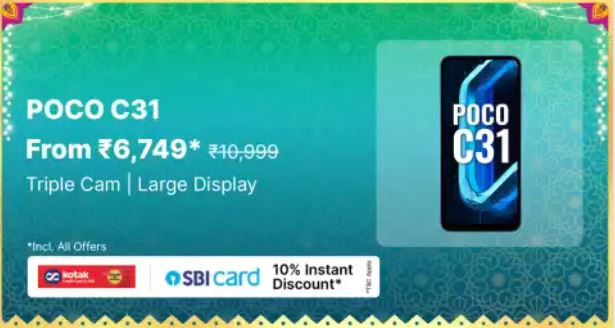 POCO C31
From ₹6,749* ₹10,999
Triple Cam | Large Display
POCO
C31
*Incl. All Offers
kotak
SBI card
10% Instant
Discount*
*T&C Apply